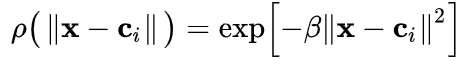 ρ(‖x − cᵢ‖) = exp[−β‖x − cᵢ‖²]